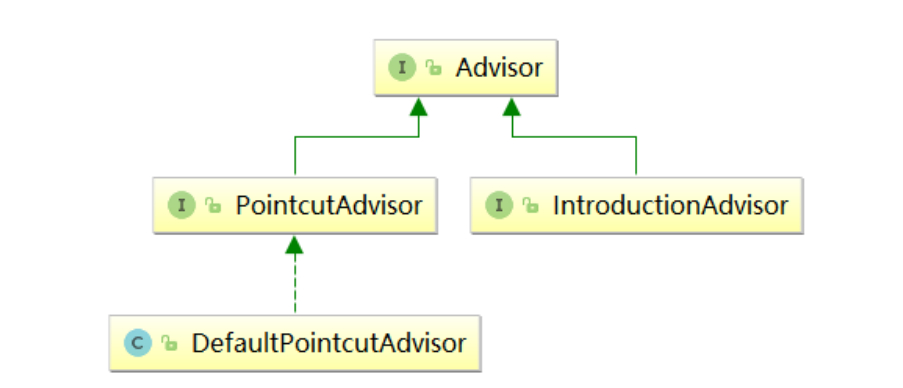 I Advisor
I PointcutAdvisor
I IntroductionAdvisor
C DefaultPointcutAdvisor